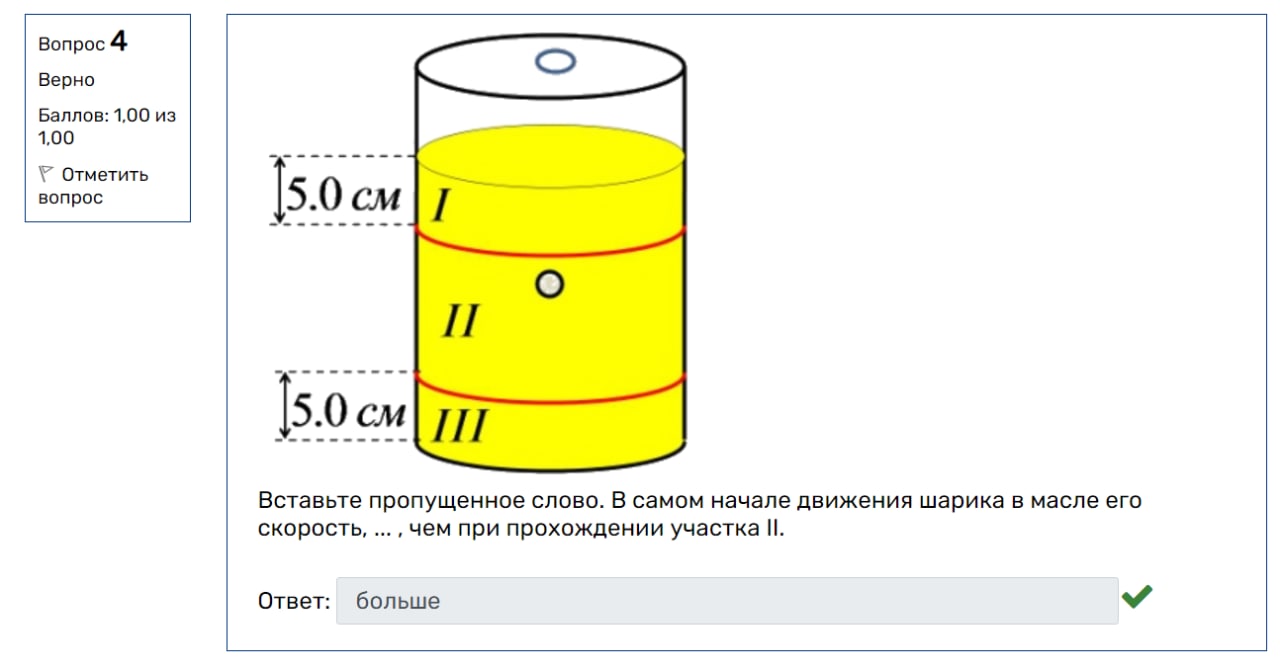 Вопрос 4
Верно
Баллов: 1,00 из
1,00
Отметить
вопрос
5.0 см
I
II
5.0 см
III
Вставьте пропущенное слово. В самом начале движения шарика в масле его
скорость, ... , чем при прохождении участка II.
Ответ: больше